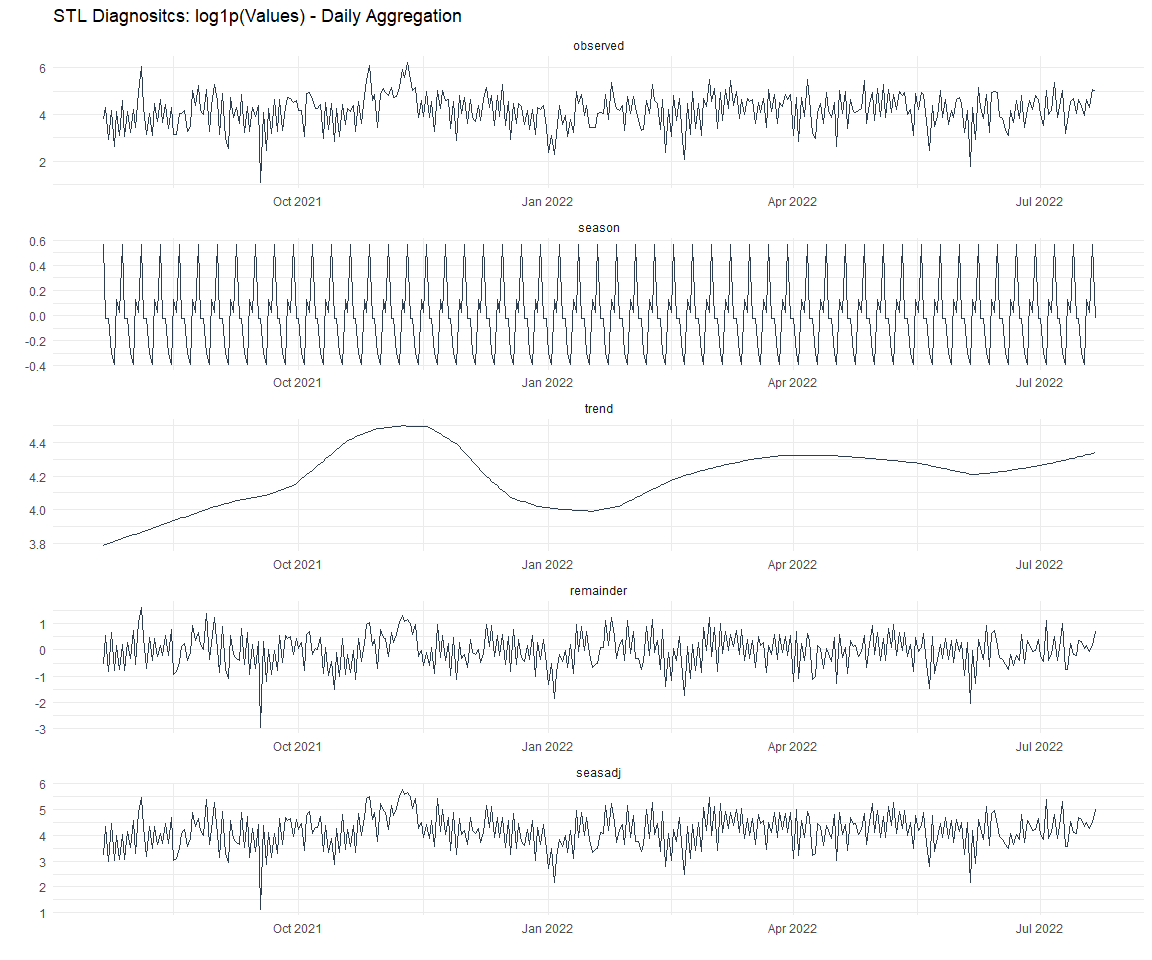 STL Diagnositcs: log1p(Values) - Daily Aggregation
observed
6
4
2
Oct 2021 Jan 2022 Apr 2022 Jul 2022
season
0.6
0.4
0.2
0.0
-0.2
-0.4
Oct 2021 Jan 2022 Apr 2022 Jul 2022
trend
4.4
4.2
4.0
3.8
Oct 2021 Jan 2022 Apr 2022 Jul 2022
remainder
1
0
-1
-2
-3
Oct 2021 Jan 2022 Apr 2022 Jul 2022
seasadj
6
5
4
3
2
1
Oct 2021 Jan 2022 Apr 2022 Jul 2022